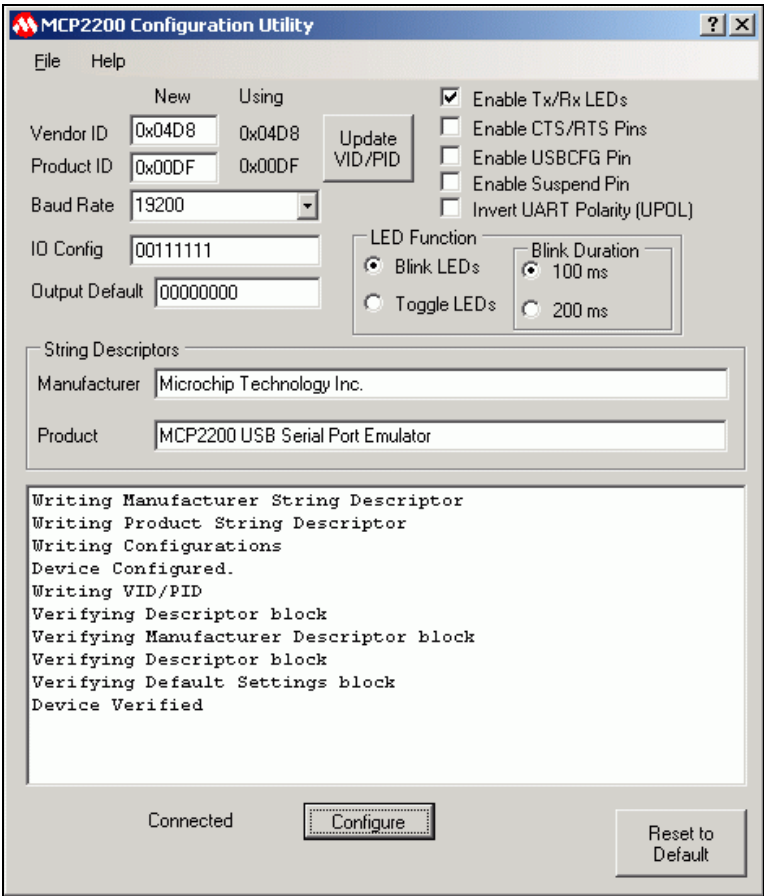 MCP2200 Configuration Utility
File Help
New Using
Vendor ID 0x04D8 0x04D8
Product ID 0x00DF 0x00DF
Update
VID/PID
Baud Rate 19200
IO Config 00111111
Output Default 00000000
Enable Tx/Rx LEDs
Enable CTS/RTS Pins
Enable USBCFG Pin
Enable Suspend Pin
Invert UART Polarity (UPOL)
LED Function
Blink LEDs
Toggle LEDs
Blink Duration
100 ms
200 ms
String Descriptors
Manufacturer Microchip Technology Inc.
Product MCP2200 USB Serial Port Emulator
Writing Manufacturer String Descriptor
Writing Product String Descriptor
Writing Configurations
Device Configured.
Writing VID/PID
Verifying Descriptor block
Verifying Manufacturer Descriptor block
Verifying Descriptor block
Verifying Default Settings block
Device Verified
Connected
Configure
Reset to
Default